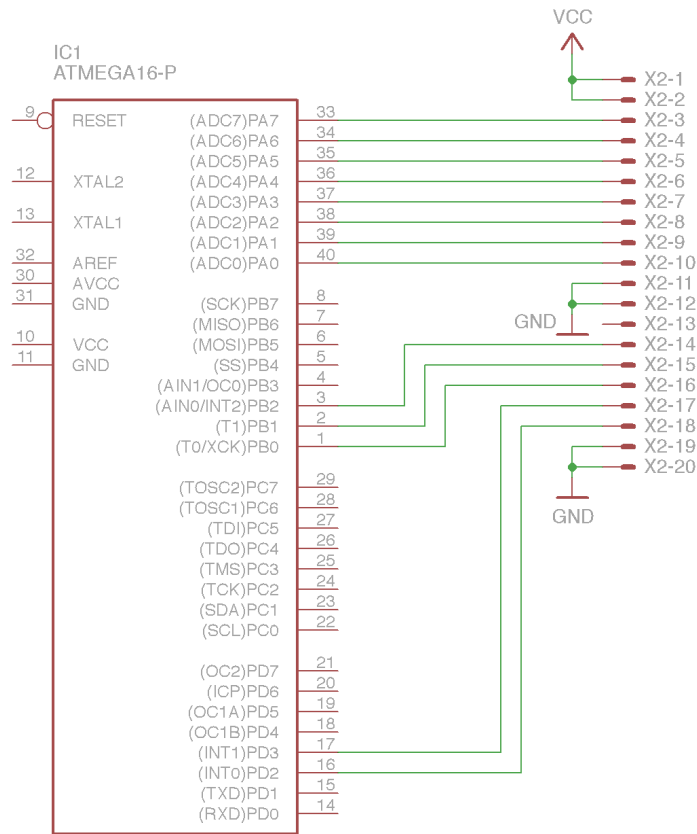 VCC
IC1
ATMEGA16-P
X2-1
X2-2
9 RESET (ADC7)PA7 33 X2-3
(ADC6)PA6 34 X2-4
(ADC5)PA5 35 X2-5
12 XTAL2 (ADC4)PA4 36 X2-6
(ADC3)PA3 37 X2-7
13 XTAL1 (ADC2)PA2 38 X2-8
(ADC1)PA1 39 X2-9
32 AREF (ADC0)PA0 40 X2-10
30 AVCC X2-11
31 GND (SCK)PB7 8 X2-12
(MISO)PB6 7 GND X2-13
10 VCC (MOSI)PB5 6 X2-14
11 GND (SS)PB4 5 X2-15
(AIN1/OC0)PB3 4 X2-16
(AIN0/INT2)PB2 3 X2-17
(T1)PB1 2 X2-18
(T0/XCK)PB0 1 X2-19
X2-20
(TOSC2)PC7 29
(TOSC1)PC6 28 GND
(TDI)PC5 27
(TDO)PC4 26
(TMS)PC3 25
(TCK)PC2 24
(SDA)PC1 23
(SCL)PC0 22
(OC2)PD7 21
(ICP)PD6 20
(OC1A)PD5 19
(OC1B)PD4 18
(INT1)PD3 17
(INT0)PD2 16
(TXD)PD1 15
(RXD)PD0 14